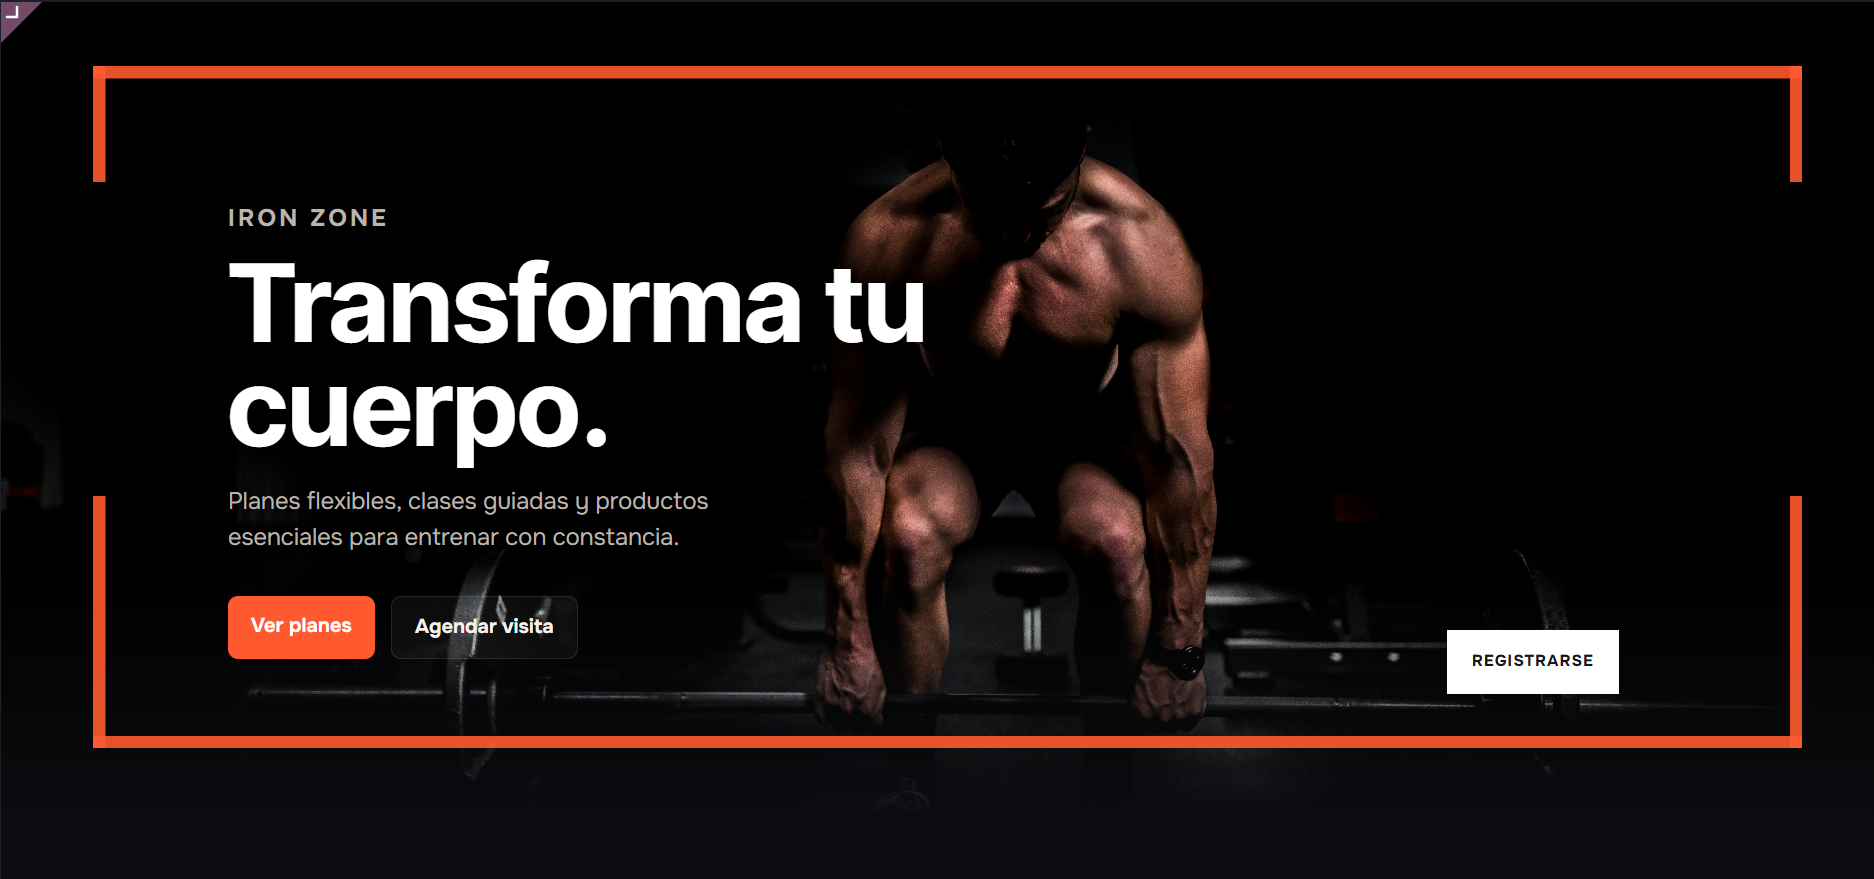 IRON ZONE
Transforma tu
cuerpo.
Planes flexibles, clases guiadas y productos
esenciales para entrenar con constancia.
Ver planes
Agendar visita
REGISTRARSE